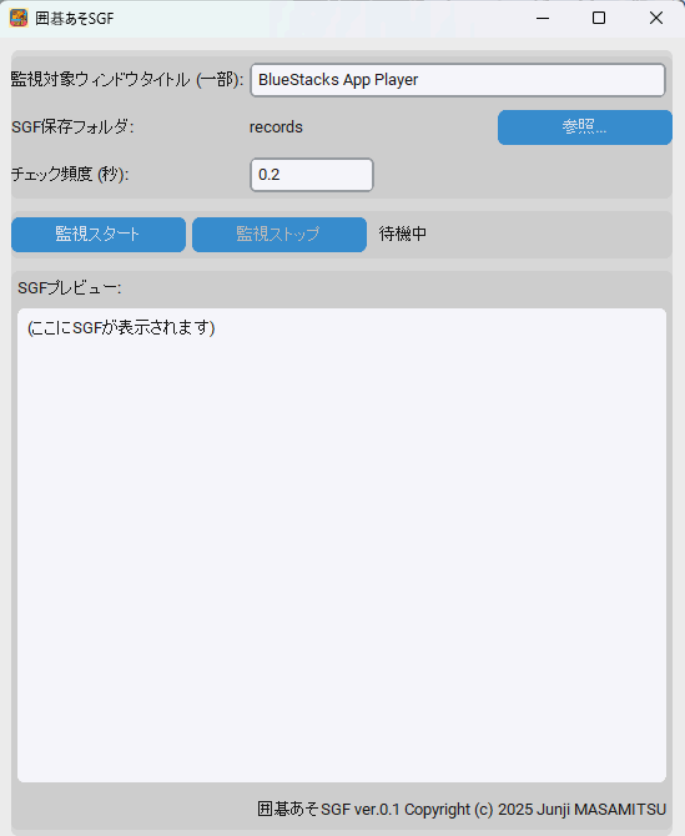 囲碁あそSGF
監視対象ウィンドウタイトル (一部): BlueStacks App Player
SGF保存フォルダ: records 参照...
チェック頻度 (秒): 0.2
監視スタート 監視ストップ 待機中
SGFプレビュー:
(ここにSGFが表示されます)
囲碁あそSGF ver.0.1 Copyright (c) 2025 Junji MASAMITSU